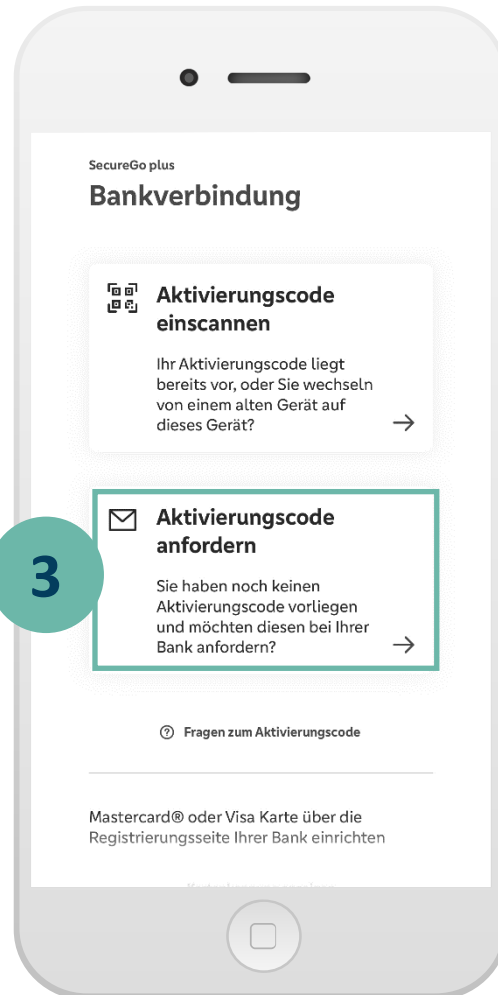 SecureGo plus
Bankverbindung
Aktivierungscode
einscannen
Ihr Aktivierungscode liegt
bereits vor, oder Sie wechseln
von einem alten Gerät auf
dieses Gerät?
3
Aktivierungscode
anfordern
Sie haben noch keinen
Aktivierungscode vorliegen
und möchten diesen bei Ihrer
Bank anfordern?
Fragen zum Aktivierungscode
Mastercard® oder Visa Karte über die
Registrierungsseite Ihrer Bank einrichten